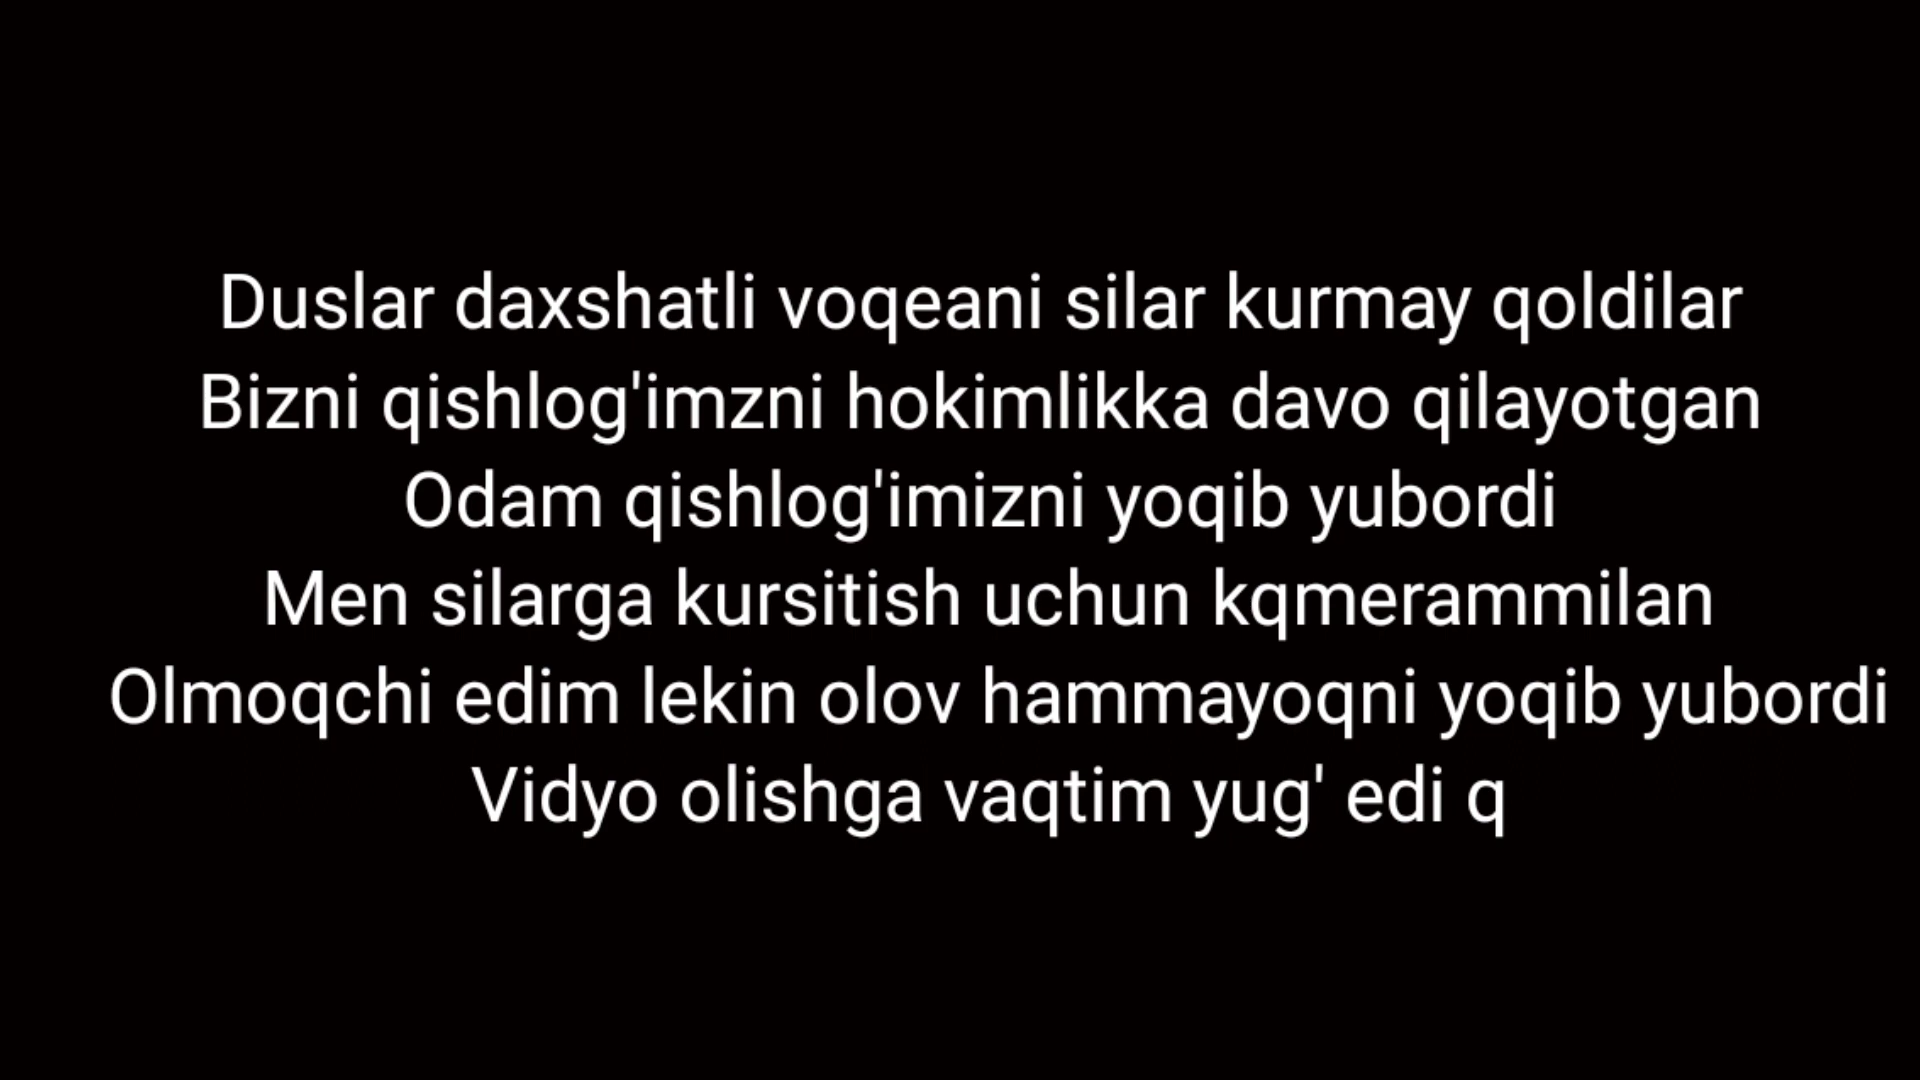 Duslar daxshatli voqeani silar kurmay qoldilar
Bizni qishlog'imzni hokimlikka davo qilayotgan
Odam qishlog'imizni yoqib yubordi
Men silarga kursitish uchun kqmerammilan
Olmoqchi edim lekin olov hammayoqni yoqib yubordi
Vidyo olishga vaqtim yug' edi q